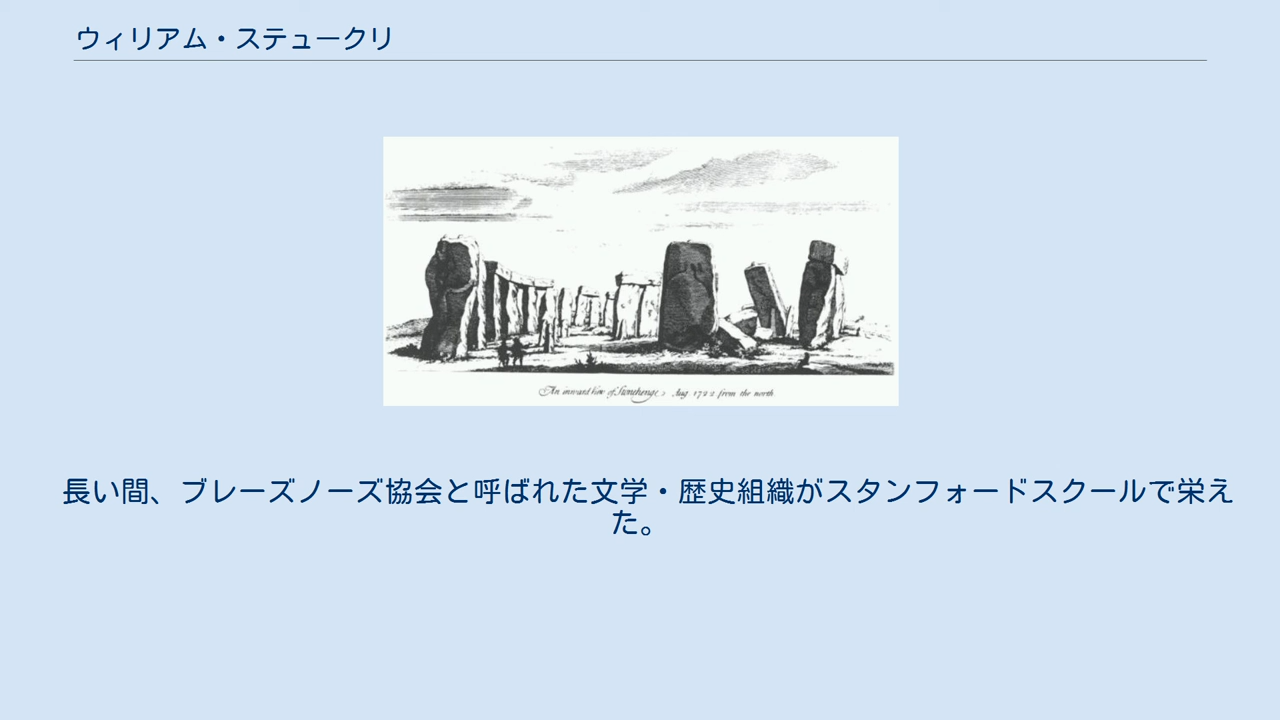 ウィリアム・ステュークリ
An inward View of Stonehenge Aug. 1722 from the north
長い間、ブレーズノーズ協会と呼ばれた文学・歴史組織がスタンフォードスクールで栄え
た。